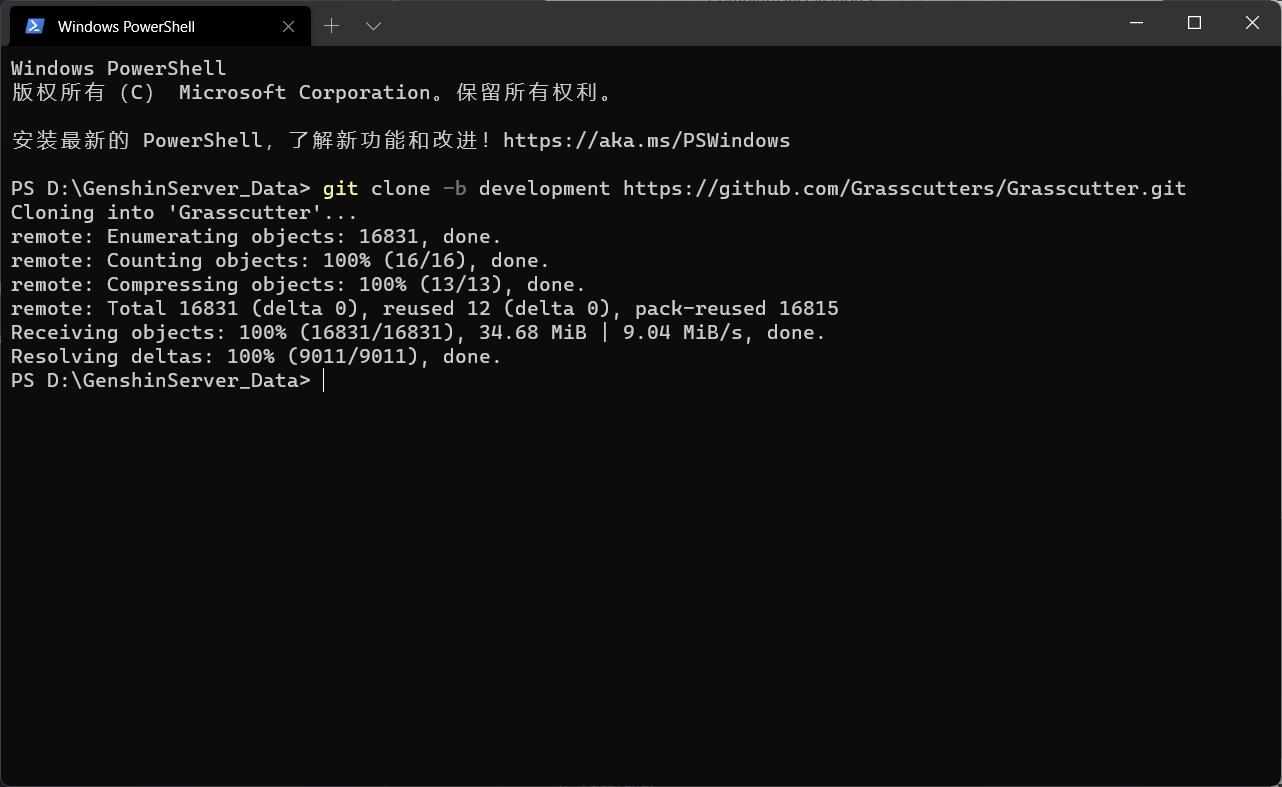 Windows PowerShell
Windows PowerShell
版权所有 (C) Microsoft Corporation。保留所有权利。
安装最新的 PowerShell，了解新功能和改进！https://aka.ms/PSWindows
PS D:\GenshinServer_Data> git clone -b development https://github.com/Grasscutters/Grasscutter.git
Cloning into 'Grasscutter'...
remote: Enumerating objects: 16831, done.
remote: Counting objects: 100% (16/16), done.
remote: Compressing objects: 100% (13/13), done.
remote: Total 16831 (delta 0), reused 12 (delta 0), pack-reused 16815
Receiving objects: 100% (16831/16831), 34.68 MiB | 9.04 MiB/s, done.
Resolving deltas: 100% (9011/9011), done.
PS D:\GenshinServer_Data>